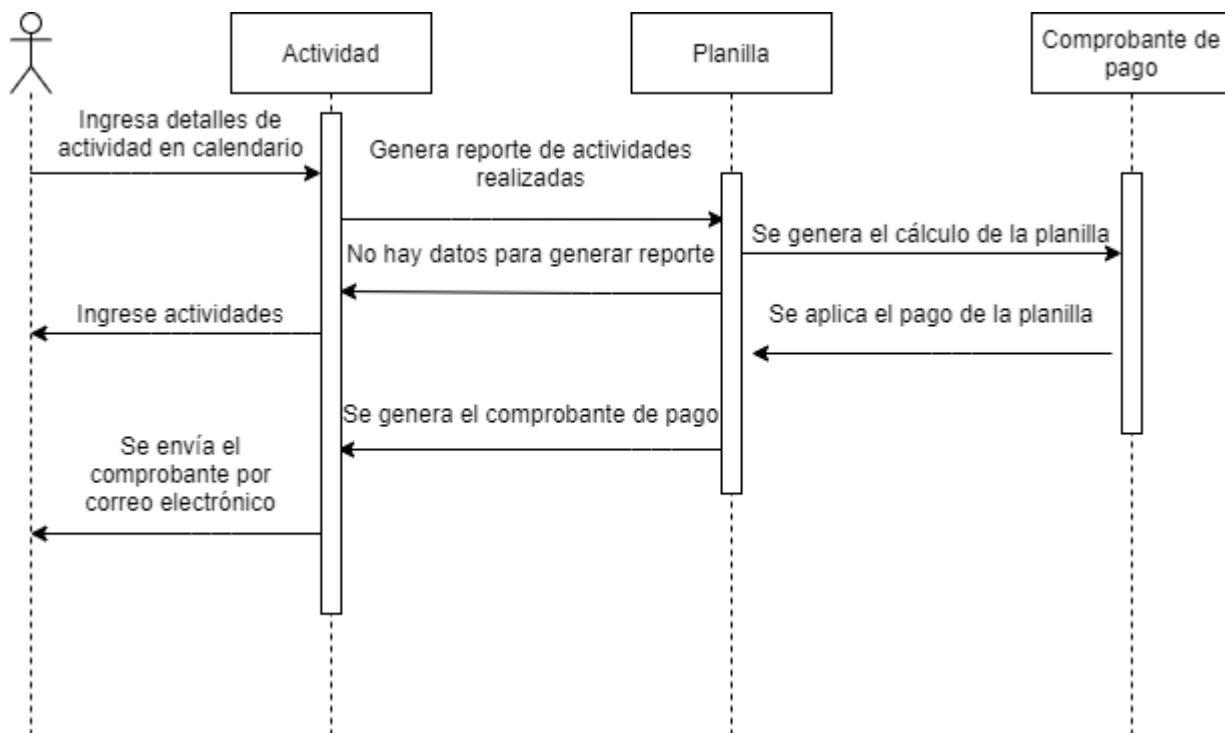 Actividad
Planilla
Comprobante de
pago
Ingresa detalles de
actividad en calendario
Genera reporte de actividades
realizadas
Se genera el cálculo de la planilla
No hay datos para generar reporte
Ingrese actividades
Se aplica el pago de la planilla
Se genera el comprobante de pago
Se envía el
comprobante por
correo electrónico